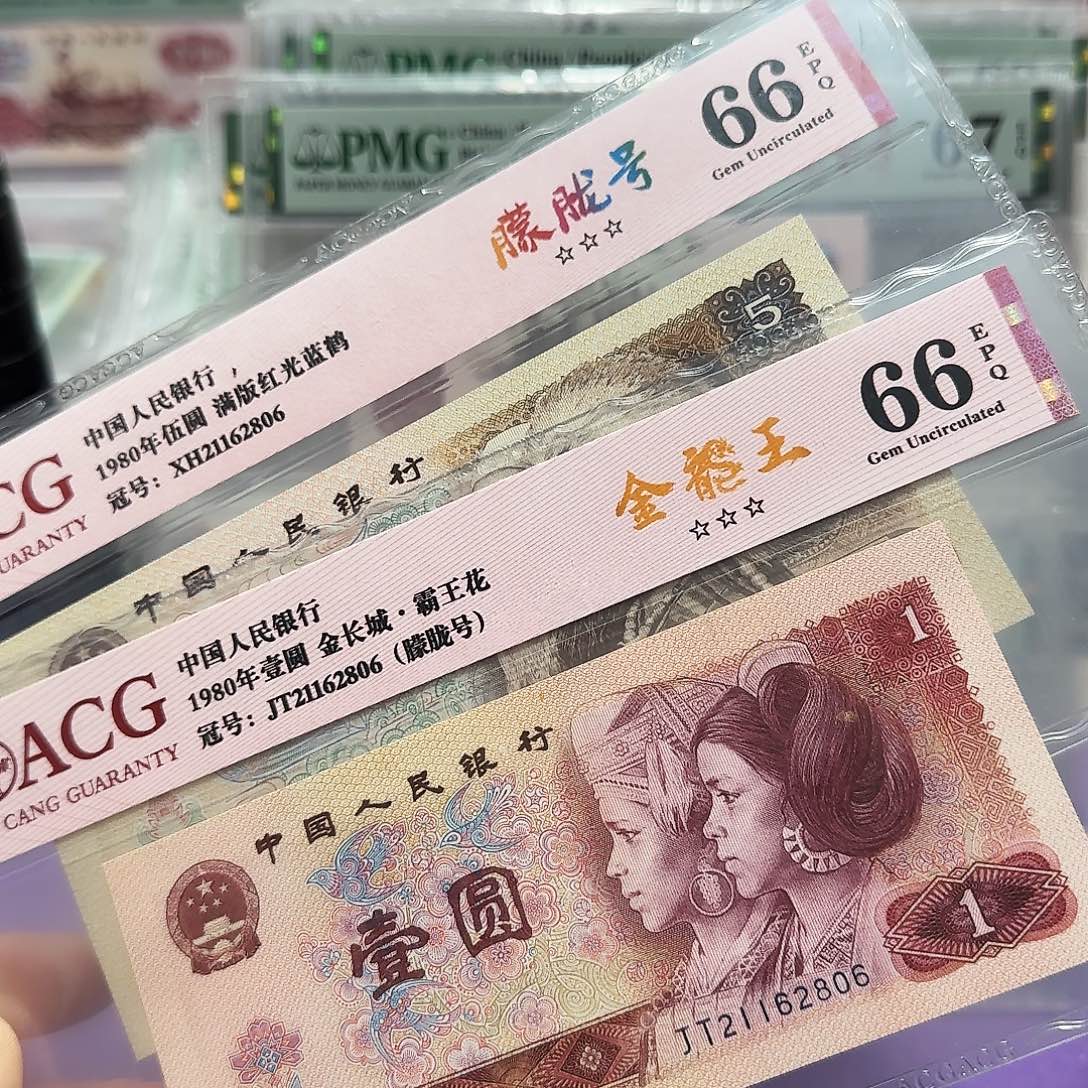 PMG
PMG
朦胧号
☆☆☆
66
EPQ
Gem Uncirculated
中国人民银行，
1980年伍圆 满版红光蓝鹤
冠号：XH21162806
CG
UARANTY
5
中国人民银行
金龍王
☆☆☆
66
EPQ
Gem Uncirculated
中国人民银行
1980年壹圆 金长城·霸王花
冠号：JT21162806（朦胧号）
ACG
CANG GUARANTY
中国人民银行
壹圆
1
1
JT21162806